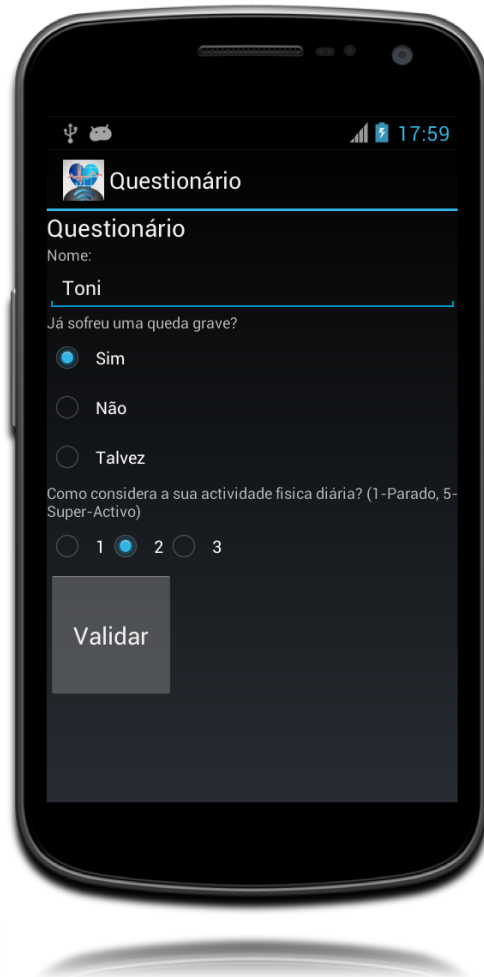 17:59
Questionário
Questionário
Nome:
Toni
Já sofreu uma queda grave?
Sim
Não
Talvez
Como considera a sua actividade fisica diária? (1-Parado, 5-
Super-Activo)
1 2 3
Validar